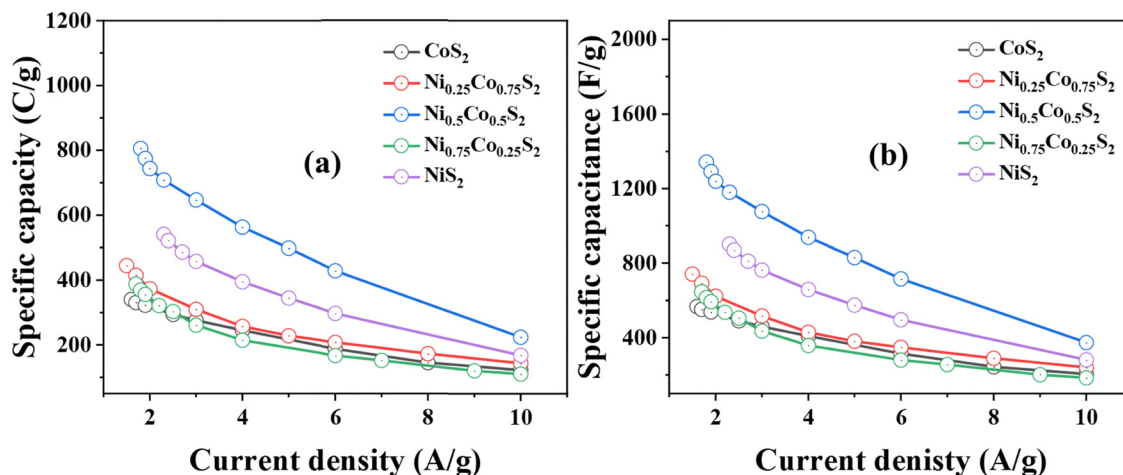 1200
1000
800
600
400
200
2
4
6
8
10
Specific capacity (C/g)
Current density (A/g)
(a)
CoS₂
Ni₀.₂₅Co₀.₇₅S₂
Ni₀.₅Co₀.₅S₂
Ni₀.₇₅Co₀.₂₅S₂
NiS₂
2000
1600
1200
800
400
2
4
6
8
10
Specific capacitance (F/g)
Current denisty (A/g)
(b)
CoS₂
Ni₀.₂₅Co₀.₇₅S₂
Ni₀.₅Co₀.₅S₂
Ni₀.₇₅Co₀.₂₅S₂
NiS₂